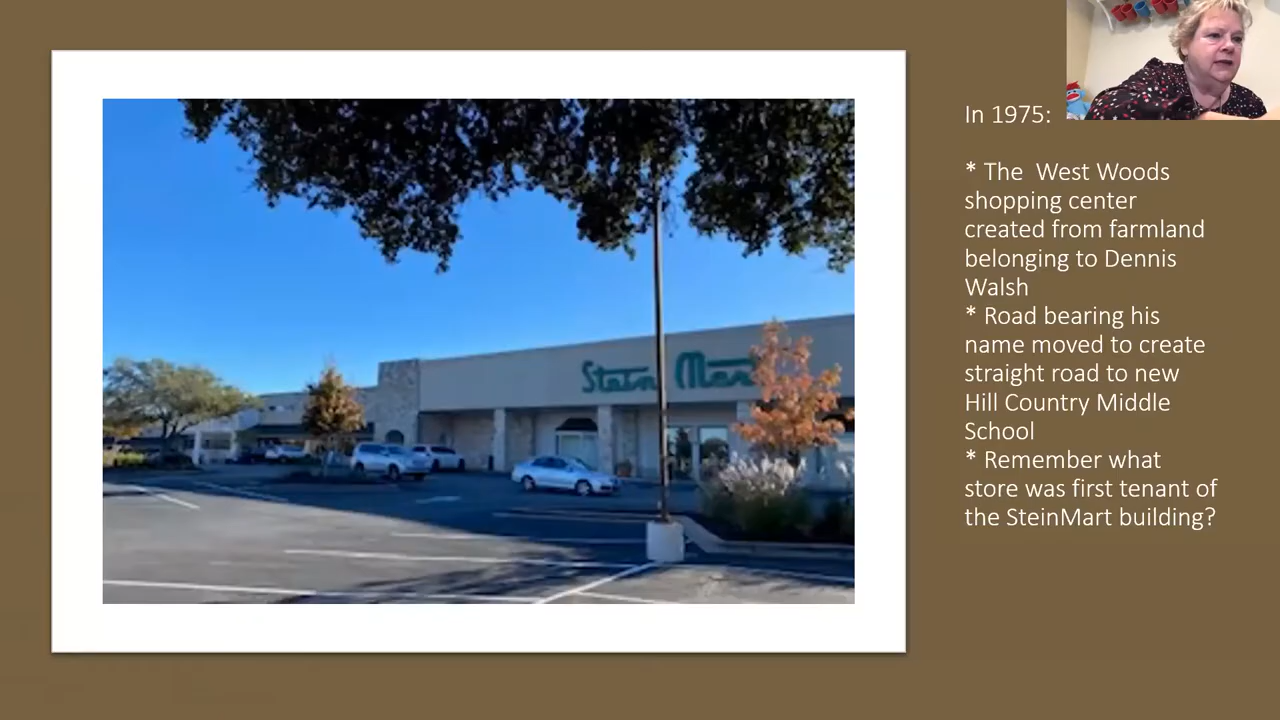 In 1975:
* The  West Woods
shopping center
created from farmland
belonging to Dennis
Walsh
* Road bearing his
name moved to create
straight road to new
Hill Country Middle
School
* Remember what
store was first tenant of
the SteinMart building?
Stein Mar